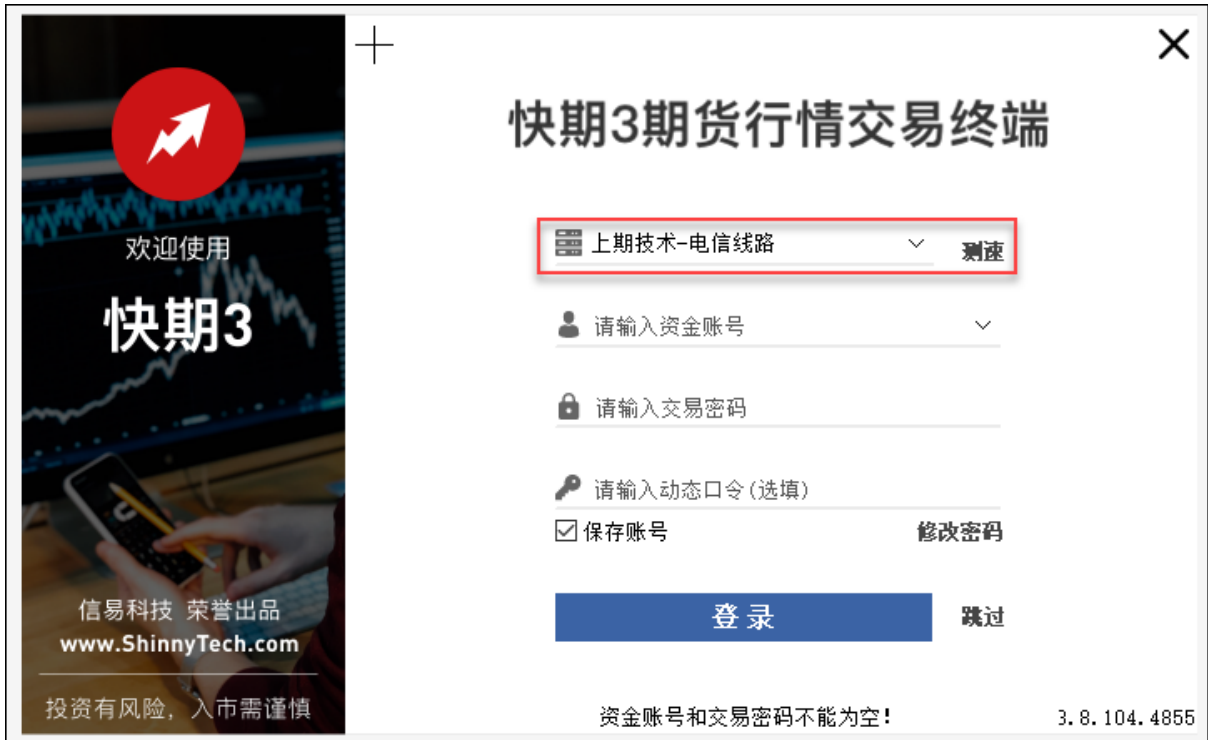 欢迎使用
快期3
信易科技 荣誉出品
www.ShinnyTech.com
投资有风险，入市需谨慎
快期3期货行情交易终端
上期技术-电信线路 测速
请输入资金账号
请输入交易密码
请输入动态口令(选填)
保存账号 修改密码
登录 跳过
资金账号和交易密码不能为空!
3.8.104.4855